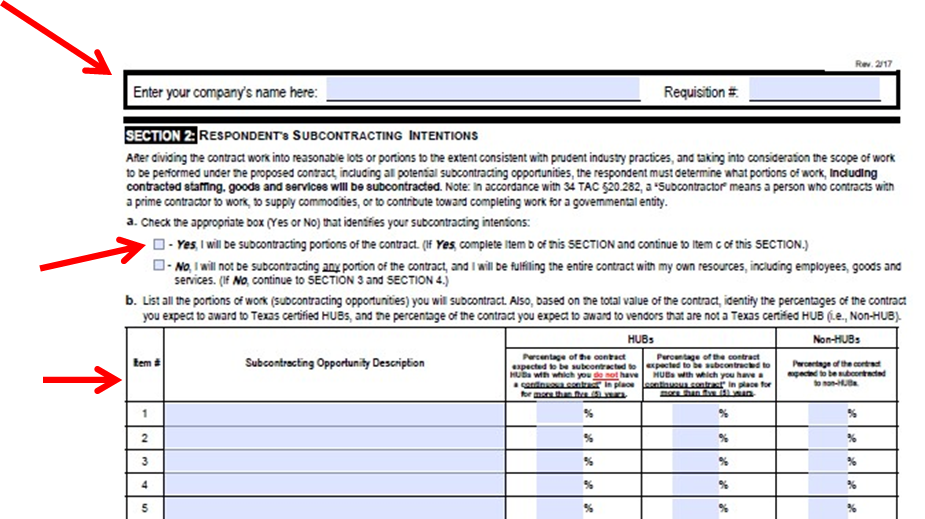 Rev. 2/17
Enter your company's name here: Requisition #:
SECTION 2: RESPONDENT's SUBCONTRACTING INTENTIONS
After dividing the contract work into reasonable lots or portions to the extent consistent with prudent industry practices, and taking into consideration the scope of work
to be performed under the proposed contract, including all potential subcontracting opportunities, the respondent must determine what portions of work, including
contracted staffing, goods and services will be subcontracted. Note: In accordance with 34 TAC §20.282, a "Subcontractor" means a person who contracts with
a prime contractor to work, to supply commodities, or to contribute toward completing work for a governmental entity.
a. Check the appropriate box (Yes or No) that identifies your subcontracting intentions:
- Yes, I will be subcontracting portions of the contract. (If Yes, complete Item b of this SECTION and continue to Item c of this SECTION.)
- No, I will not be subcontracting any portion of the contract, and I will be fulfilling the entire contract with my own resources, including employees, goods and
services. (If No, continue to SECTION 3 and SECTION 4.)
b. List all the portions of work (subcontracting opportunities) you will subcontract. Also, based on the total value of the contract, identify the percentages of the contract
you expect to award to Texas certified HUBs, and the percentage of the contract you expect to award to vendors that are not a Texas certified HUB (i.e., Non-HUB).
Item #
Subcontracting Opportunity Description
HUBs
Non-HUBs
Percentage of the contract
expected to be subcontracted to
HUBs with which you do not have
a continuous contract* in place
for more than five (5) years.
Percentage of the contract
expected to be subcontracted to
HUBs with which you have a
continuous contract* in place for
more than five (5) years.
Percentage of the contract
expected to be subcontracted
to non-HUBs.
1 % % %
2 % % %
3 % % %
4 % % %
5 % % %